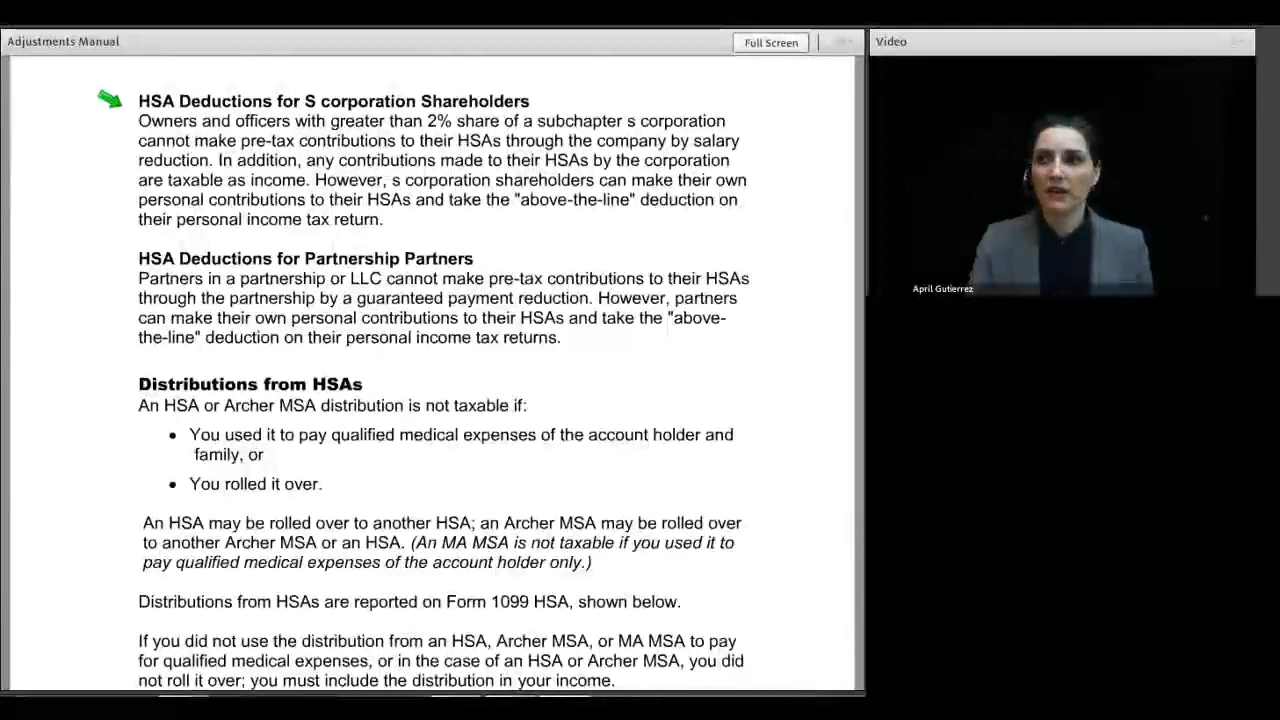 Adjustments Manual
Full Screen
Video
HSA Deductions for S corporation Shareholders
Owners and officers with greater than 2% share of a subchapter s corporation
cannot make pre-tax contributions to their HSAs through the company by salary
reduction. In addition, any contributions made to their HSAs by the corporation
are taxable as income. However, s corporation shareholders can make their own
personal contributions to their HSAs and take the "above-the-line" deduction on
their personal income tax return.
HSA Deductions for Partnership Partners
Partners in a partnership or LLC cannot make pre-tax contributions to their HSAs
through the partnership by a guaranteed payment reduction. However, partners
can make their own personal contributions to their HSAs and take the "above-
the-line" deduction on their personal income tax returns.
Distributions from HSAs
An HSA or Archer MSA distribution is not taxable if:
• You used it to pay qualified medical expenses of the account holder and
family, or
• You rolled it over.
An HSA may be rolled over to another HSA; an Archer MSA may be rolled over
to another Archer MSA or an HSA. (An MA MSA is not taxable if you used it to
pay qualified medical expenses of the account holder only.)
Distributions from HSAs are reported on Form 1099 HSA, shown below.
If you did not use the distribution from an HSA, Archer MSA, or MA MSA to pay
for qualified medical expenses, or in the case of an HSA or Archer MSA, you did
not roll it over; you must include the distribution in your income.
April Gutierrez